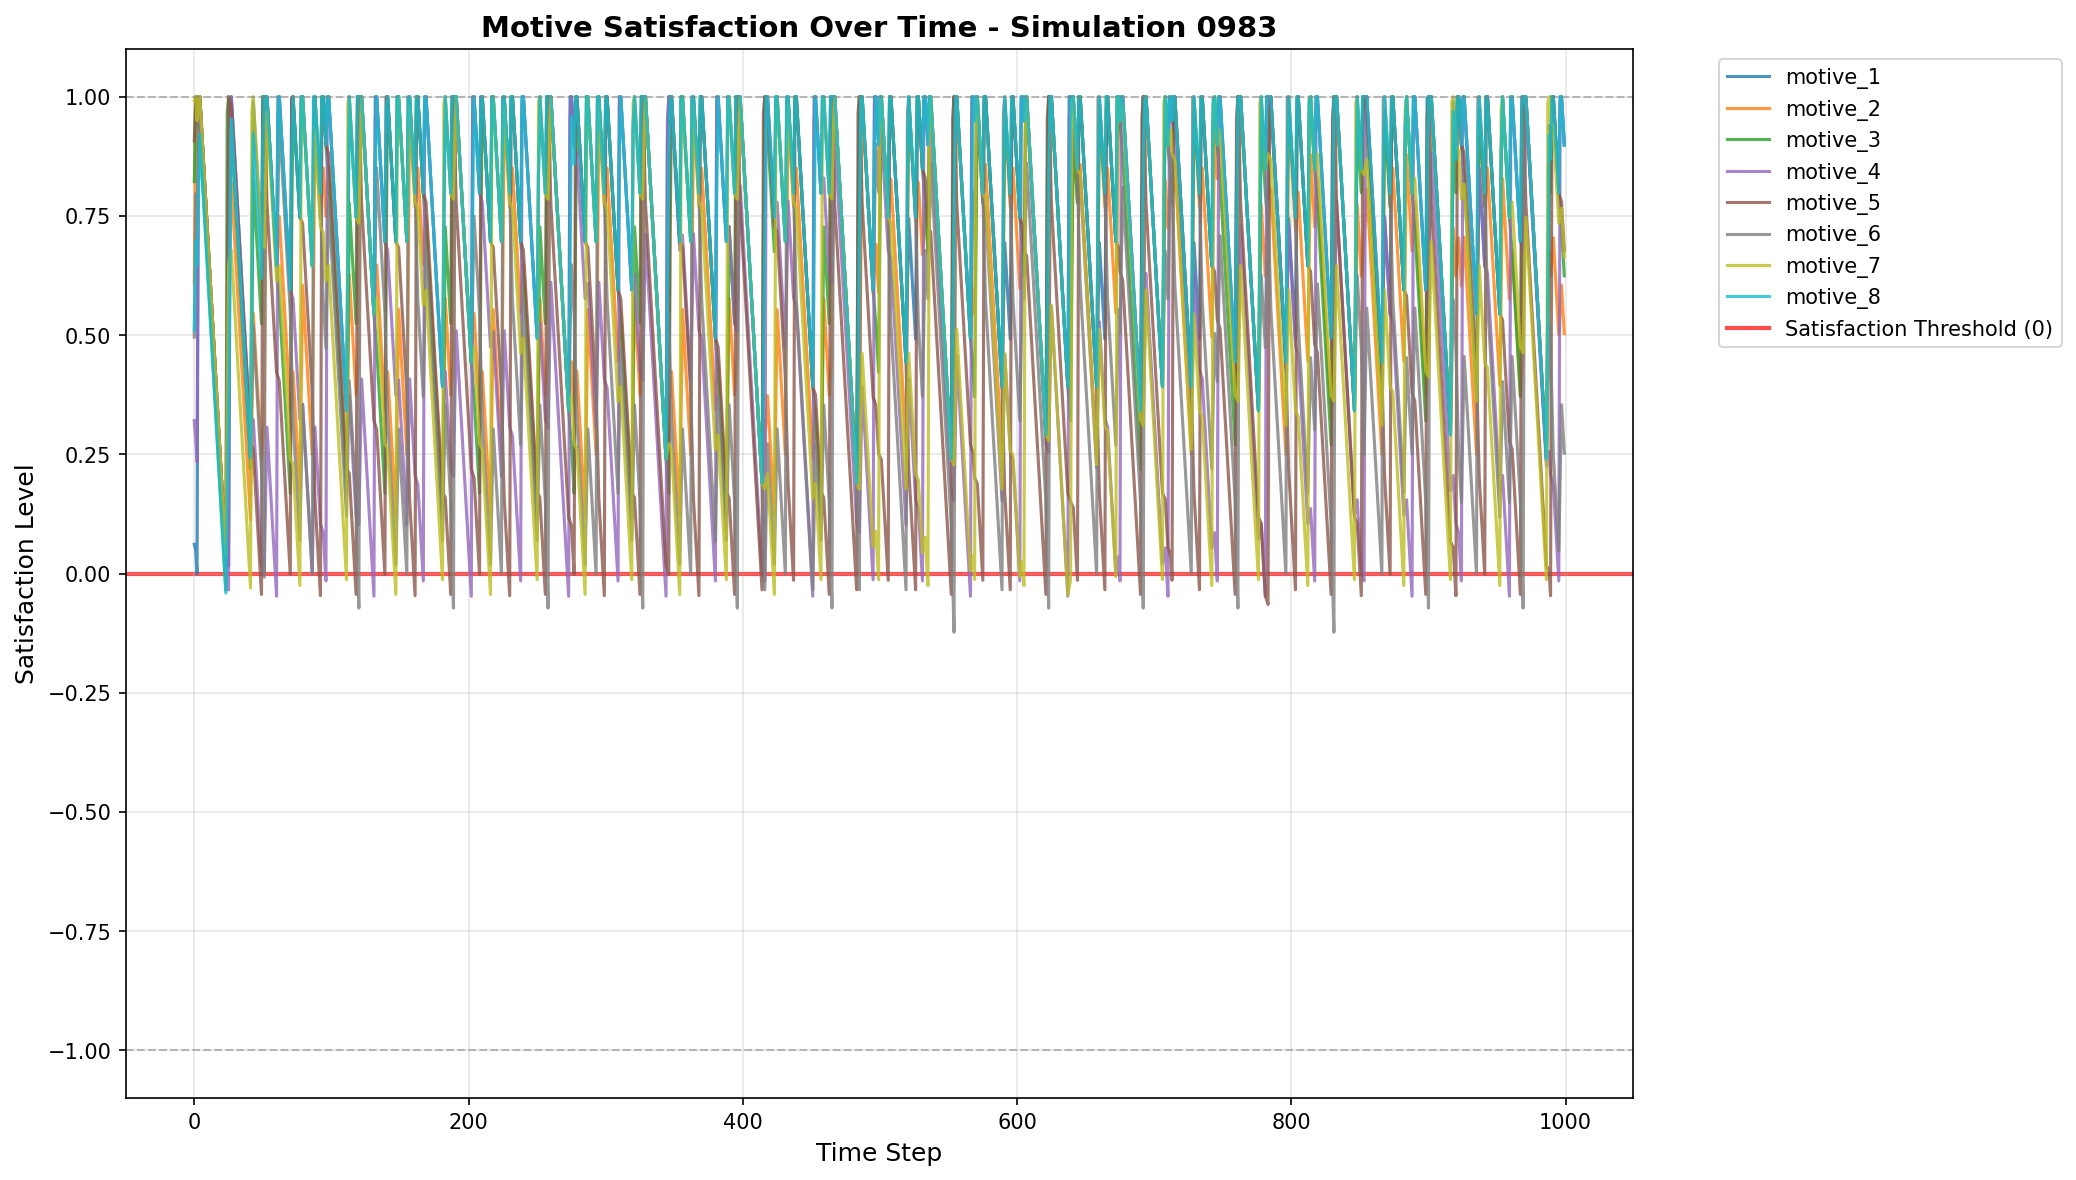 Motive Satisfaction Over Time - Simulation 0983
Satisfaction Level
1.00
0.75
0.50
0.25
0.00
−0.25
−0.50
−0.75
−1.00
0
200
400
600
800
1000
Time Step
motive_1
motive_2
motive_3
motive_4
motive_5
motive_6
motive_7
motive_8
Satisfaction Threshold (0)